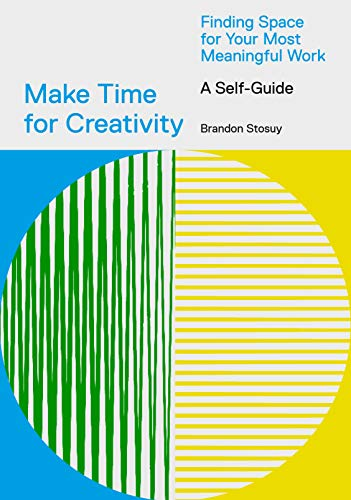 Finding Space
for Your Most
Meaningful Work
Make Time
for Creativity
A Self-Guide
Brandon Stosuy